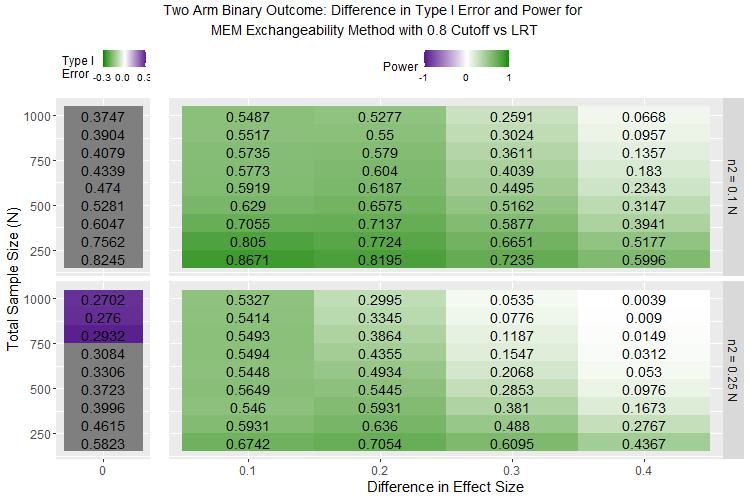 Two Arm Binary Outcome: Difference in Type I Error and Power for
MEM Exchangeability Method with 0.8 Cutoff vs LRT
Type I
Error
-0.3 0.0 0.3
Power
-1 0 1
Total Sample Size (N)
1000 0.3747 0.5487 0.5277 0.2591 0.0668
0.3904 0.5517 0.55 0.3024 0.0957
750 0.4079 0.5735 0.579 0.3611 0.1357
0.4339 0.5773 0.604 0.4039 0.183
0.474 0.5919 0.6187 0.4495 0.2343
500 0.5281 0.629 0.6575 0.5162 0.3147
0.6047 0.7055 0.7137 0.5877 0.3941
250 0.7562 0.805 0.7724 0.6651 0.5177
0.8245 0.8671 0.8195 0.7235 0.5996
n2 = 0.1 N
1000 0.2702 0.5327 0.2995 0.0535 0.0039
0.276 0.5414 0.3345 0.0776 0.009
750 0.2932 0.5493 0.3864 0.1187 0.0149
0.3084 0.5494 0.4355 0.1547 0.0312
0.3306 0.5448 0.4934 0.2068 0.053
500 0.3723 0.5649 0.5445 0.2853 0.0976
0.3996 0.546 0.5931 0.381 0.1673
250 0.4615 0.5931 0.636 0.488 0.2767
0.5823 0.6742 0.7054 0.6095 0.4367
n2 = 0.25 N
0 0.1 0.2 0.3 0.4
Difference in Effect Size